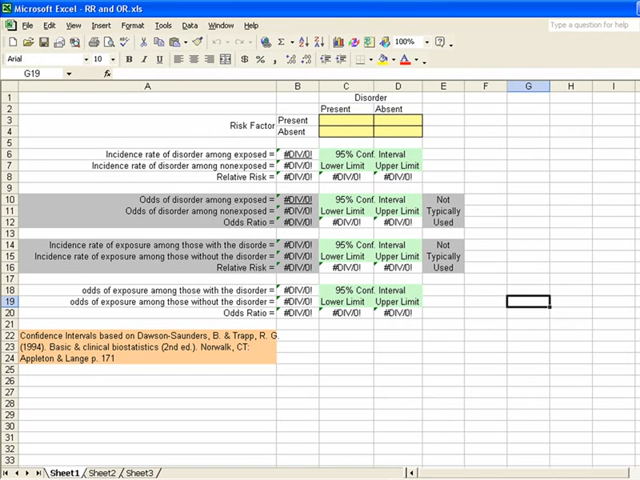 Microsoft Excel - RR and OR.xls
File Edit View Insert Format Tools Data Window Help
Type a question for help
100%
Arial 10 B I U $ % ,
G19
A B C D E F G H I
1 Disorder
2 Present Absent
3 Risk Factor Present
4 Absent
5
6 Incidence rate of disorder among exposed = #DIV/0! 95% Conf. Interval
7 Incidence rate of disorder among nonexposed = #DIV/0! Lower Limit Upper Limit
8 Relative Risk = #DIV/0! #DIV/0! #DIV/0!
9
10 Odds of disorder among exposed = #DIV/0! 95% Conf. Interval Not
11 Odds of disorder among nonexposed = #DIV/0! Lower Limit Upper Limit Typically
12 Odds Ratio = #DIV/0! #DIV/0! #DIV/0! Used
13
14 Incidence rate of exposure among those with the disorde = #DIV/0! 95% Conf. Interval Not
15 Incidence rate of exposure among those without the disorder = #DIV/0! Lower Limit Upper Limit Typically
16 Relative Risk = #DIV/0! #DIV/0! #DIV/0! Used
17
18 odds of exposure among those with the disorder = #DIV/0! 95% Conf. Interval
19 odds of exposure among those without the disorder = #DIV/0! Lower Limit Upper Limit
20 Odds Ratio = #DIV/0! #DIV/0! #DIV/0!
21
22 Confidence Intervals based on Dawson-Saunders, B. & Trapp, R. G.
23 (1994). Basic & clinical biostatistics (2nd ed.). Norwalk, CT:
24 Appleton & Lange p. 171
25
26
27
28
29
30
31
32
33
Sheet1 Sheet2 Sheet3